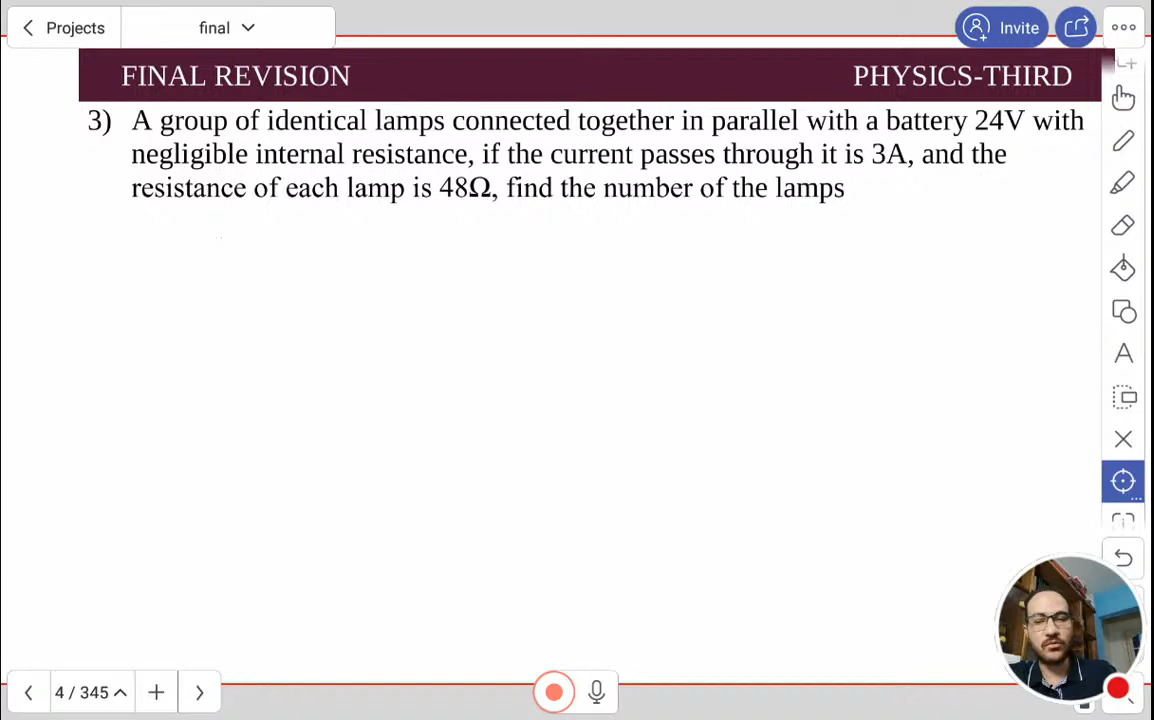 Projects
final
Invite
FINAL REVISION
PHYSICS-THIRD
3) A group of identical lamps connected together in parallel with a battery 24V with
negligible internal resistance, if the current passes through it is 3A, and the
resistance of each lamp is 48Ω, find the number of the lamps
4 / 345